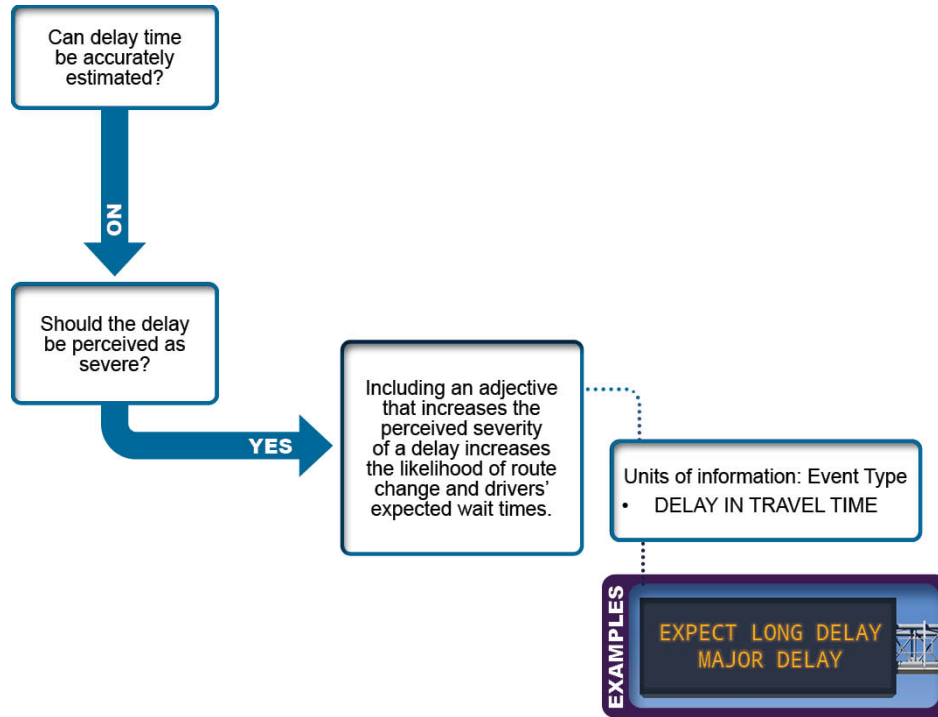 Can delay time
be accurately
estimated?
NO
Should the delay
be perceived as
severe?
YES
Including an adjective
that increases the
perceived severity
of a delay increases
the likelihood of route
change and drivers'
expected wait times.
Units of information: Event Type
• DELAY IN TRAVEL TIME
EXAMPLES
EXPECT LONG DELAY
MAJOR DELAY